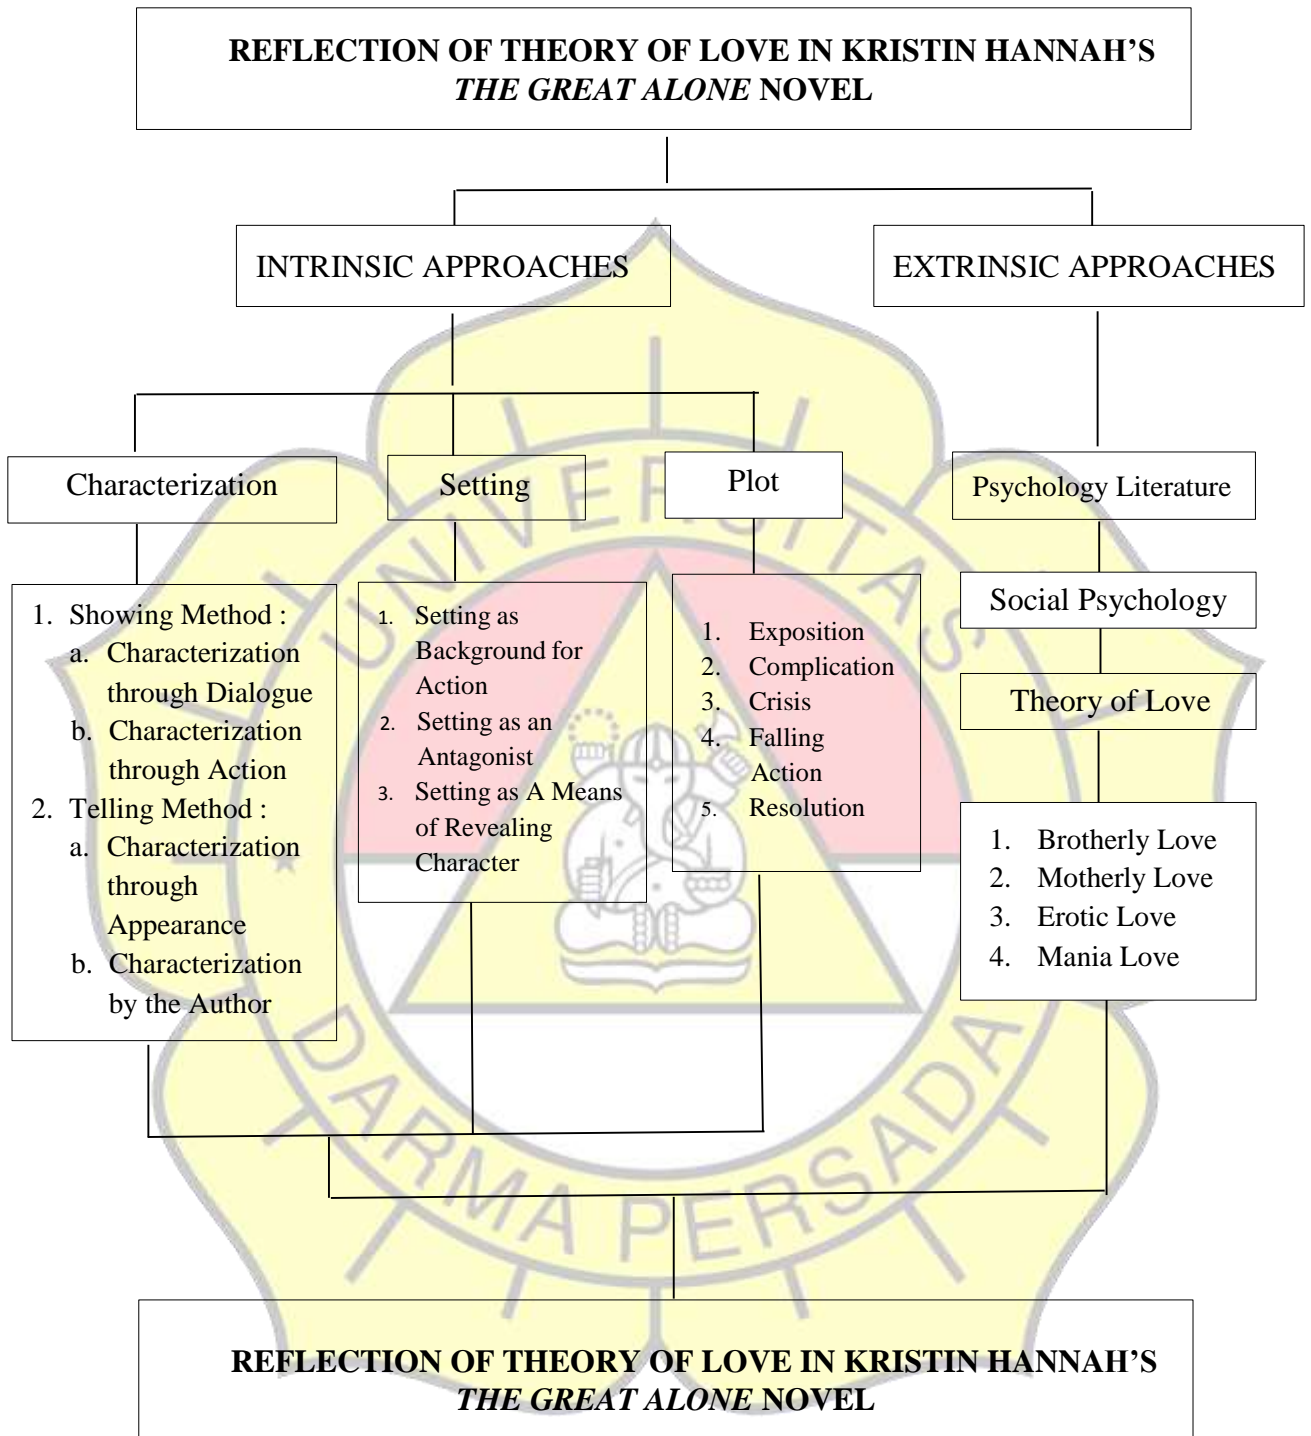 REFLECTION OF THEORY OF LOVE IN KRISTIN HANNAH’S
THE GREAT ALONE NOVEL
INTRINSIC APPROACHES
EXTRINSIC APPROACHES
Characterization
Setting
Plot
Psychology Literature
1. Showing Method :
a. Characterization
through Dialogue
b. Characterization
through Action
2. Telling Method :
a. Characterization
through
Appearance
b. Characterization
by the Author
1. Setting as
Background for
Action
2. Setting as an
Antagonist
3. Setting as A Means
of Revealing
Character
1. Exposition
2. Complication
3. Crisis
4. Falling
Action
5. Resolution
Social Psychology
Theory of Love
1. Brotherly Love
2. Motherly Love
3. Erotic Love
4. Mania Love
UNIVERSITAS
DARMA PERSADA
REFLECTION OF THEORY OF LOVE IN KRISTIN HANNAH’S
THE GREAT ALONE NOVEL